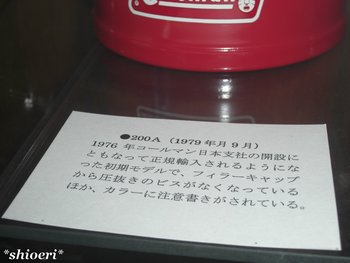 Coleman
●200A (1979年月9月)
1976 年コールマン日本支社の開設に
ともなって正規輸入されるようにな
った初期モデルで、フィラーキャップ
から圧抜きのビスがなくなっている
ほか、カラーに注意書きがされている。
*shioeri*